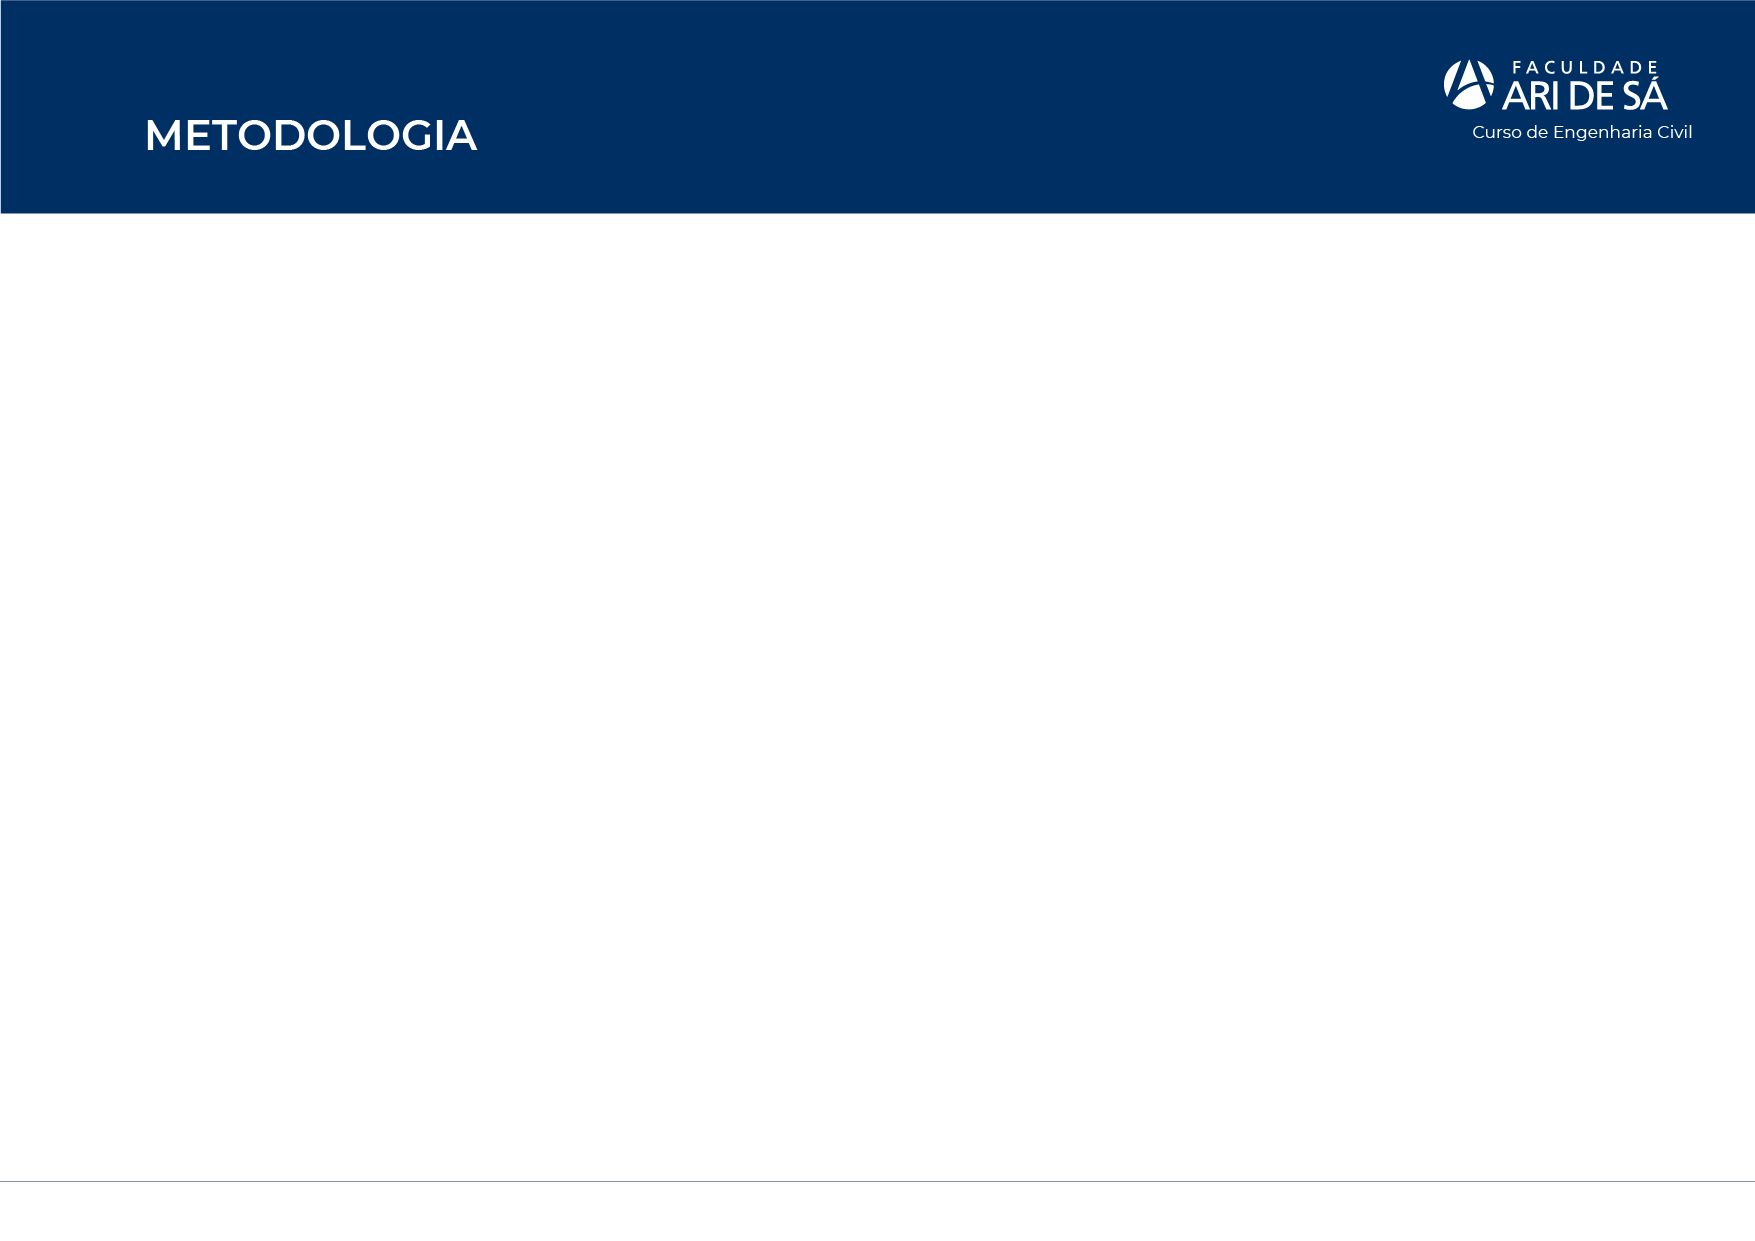 METODOLOGIA
FACULDADE
ARI DE SÁ
Curso de Engenharia Civil